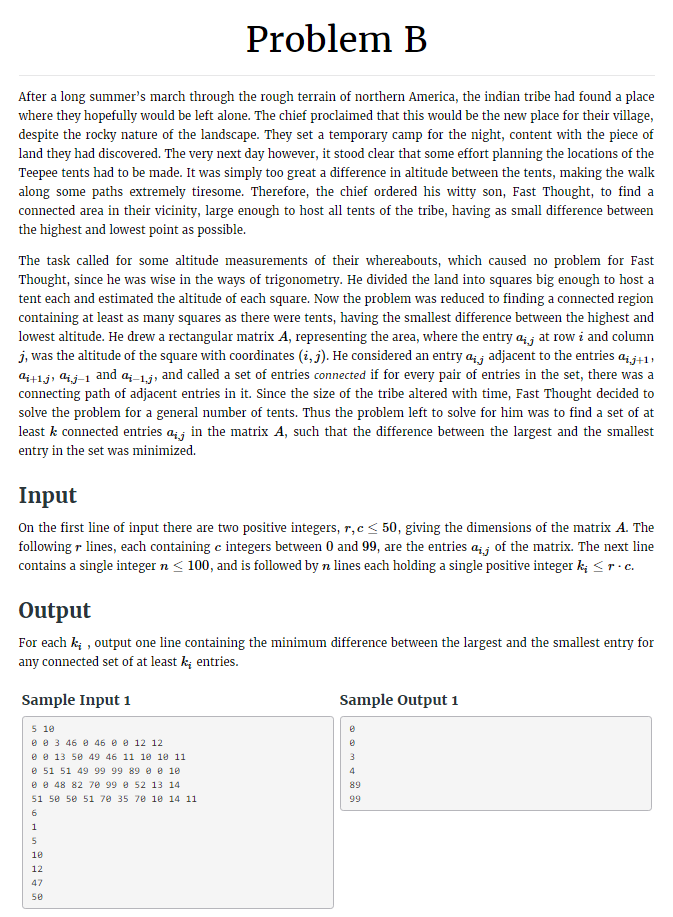 Problem B
After a long summer's march through the rough terrain of northern America, the indian tribe had found a place
where they hopefully would be left alone. The chief proclaimed that this would be the new place for their village,
despite the rocky nature of the landscape. They set a temporary camp for the night, content with the piece of
land they had discovered. The very next day however, it stood clear that some effort planning the locations of the
Teepee tents had to be made. It was simply too great a difference in altitude between the tents, making the walk
along some paths extremely tiresome. Therefore, the chief ordered his witty son, Fast Thought, to find a
connected area in their vicinity, large enough to host all tents of the tribe, having as small difference between
the highest and lowest point as possible.
The task called for some altitude measurements of their whereabouts, which caused no problem for Fast
Thought, since he was wise in the ways of trigonometry. He divided the land into squares big enough to host a
tent each and estimated the altitude of each square. Now the problem was reduced to finding a connected region
containing at least as many squares as there were tents, having the smallest difference between the highest and
lowest altitude. He drew a rectangular matrix A, representing the area, where the entry a_{i,j} at row i and column
j, was the altitude of the square with coordinates (i, j). He considered an entry a_{i,j} adjacent to the entries a_{i,j+1},
a_{i+1,j}, a_{i,j−1} and a_{i−1,j}, and called a set of entries connected if for every pair of entries in the set, there was a
connecting path of adjacent entries in it. Since the size of the tribe altered with time, Fast Thought decided to
solve the problem for a general number of tents. Thus the problem left to solve for him was to find a set of at
least k connected entries a_{i,j} in the matrix A, such that the difference between the largest and the smallest
entry in the set was minimized.
Input
On the first line of input there are two positive integers, r, c ≤ 50, giving the dimensions of the matrix A. The
following r lines, each containing c integers between 0 and 99, are the entries a_{i,j} of the matrix. The next line
contains a single integer n ≤ 100, and is followed by n lines each holding a single positive integer k_i ≤ r · c.
Output
For each k_i , output one line containing the minimum difference between the largest and the smallest entry for
any connected set of at least k_i entries.
Sample Input 1
5 10
0 0 3 46 0 46 0 0 12 12
0 0 13 50 49 46 11 10 10 11
0 51 51 49 99 99 89 0 0 10
0 0 48 82 70 99 0 52 13 14
51 50 50 51 70 35 70 10 14 11
6
1
5
10
12
47
50
Sample Output 1
0
0
3
4
89
99